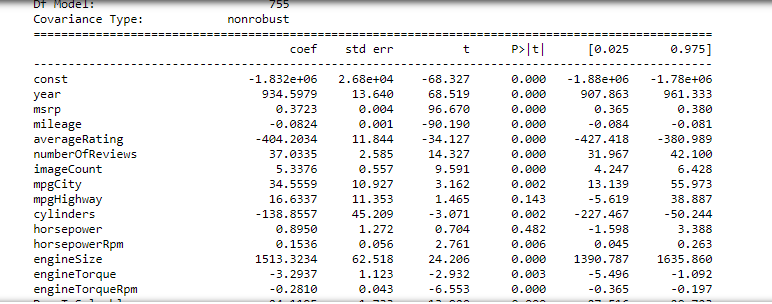 Df Model: 755
Covariance Type: nonrobust
==============================================================================
coef std err t P>|t| [0.025 0.975]
------------------------------------------------------------------------------
const -1.832e+06 2.68e+04 -68.327 0.000 -1.88e+06 -1.78e+06
year 934.5979 13.640 68.519 0.000 907.863 961.333
msrp 0.3723 0.004 96.670 0.000 0.365 0.380
mileage -0.0824 0.001 -90.190 0.000 -0.084 -0.081
averageRating -404.2034 11.844 -34.127 0.000 -427.418 -380.989
numberOfReviews 37.0335 2.585 14.327 0.000 31.967 42.100
imageCount 5.3376 0.557 9.591 0.000 4.247 6.428
mpgCity 34.5559 10.927 3.162 0.002 13.139 55.973
mpgHighway 16.6337 11.353 1.465 0.143 -5.619 38.887
cylinders -138.8557 45.209 -3.071 0.002 -227.467 -50.244
horsepower 0.8950 1.272 0.704 0.482 -1.598 3.388
horsepowerRpm 0.1536 0.056 2.761 0.006 0.045 0.263
engineSize 1513.3234 62.518 24.206 0.000 1390.787 1635.860
engineTorque -3.2937 1.123 -2.932 0.003 -5.496 -1.092
engineTorqueRpm -0.2810 0.043 -6.553 0.000 -0.365 -0.197